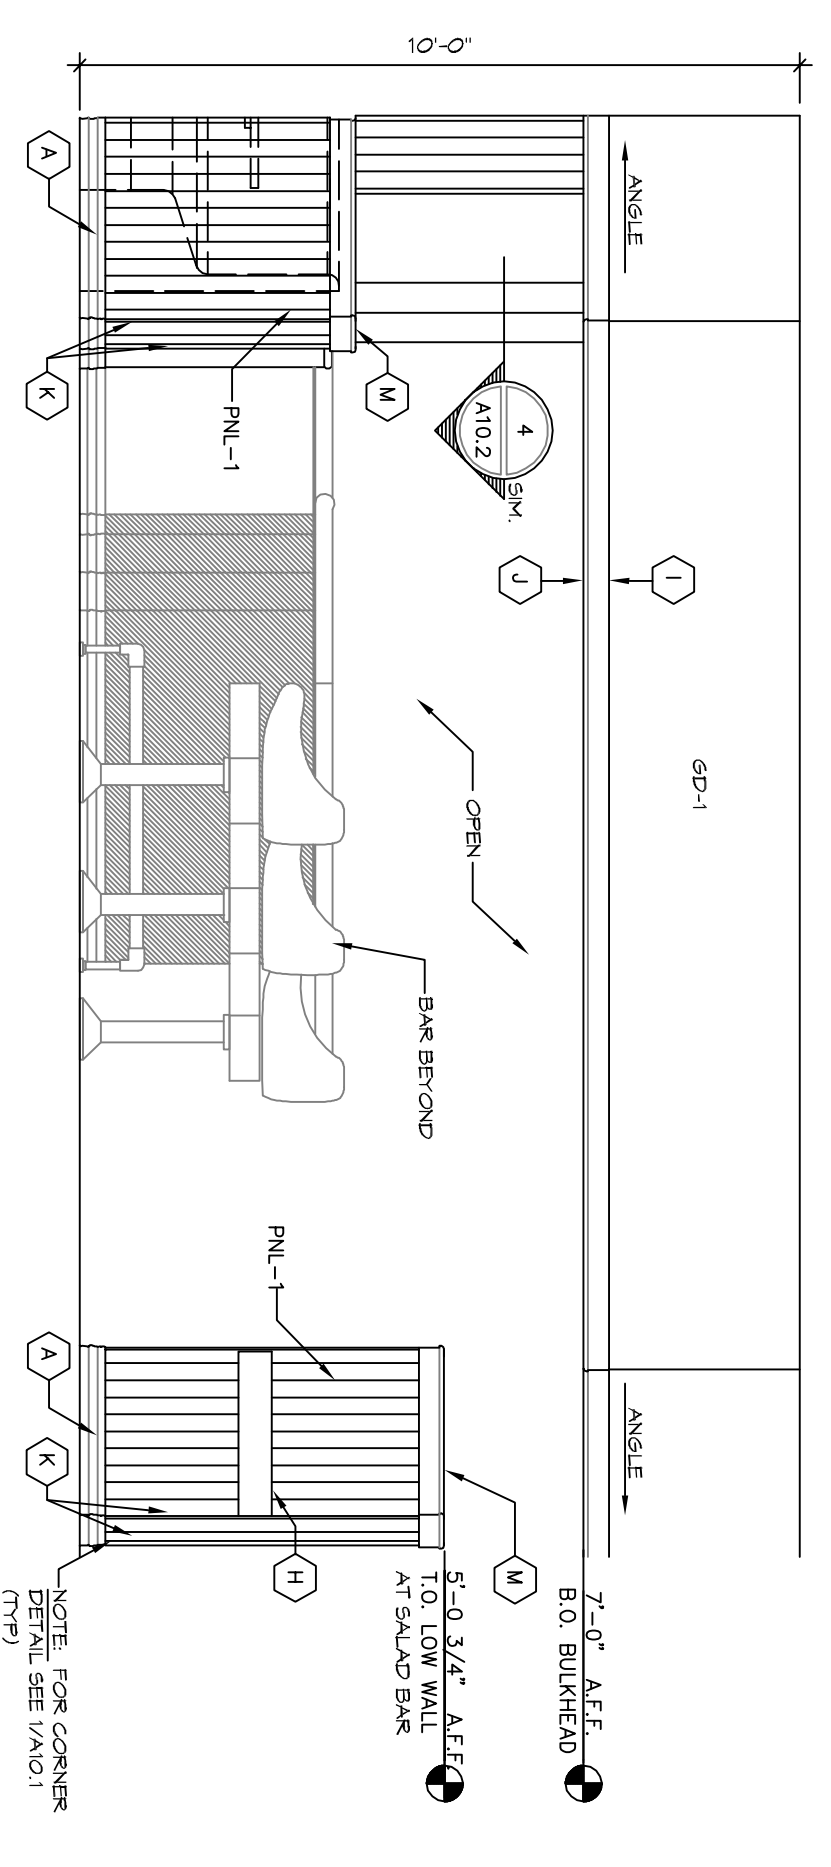 10'-0"
ANGLE
GD-1
ANGLE
I
J
7'-0" A.F.F.
B.O. BULKHEAD
4
A10.2
SIM.
OPEN
BAR BEYOND
M
M
5'-0 3/4" A.F.F.
T.O. LOW WALL
AT SALAD BAR
PNL-1
PNL-1
H
A
K
A
K
NOTE: FOR CORNER
DETAIL SEE 1/A10.1
(TYP)